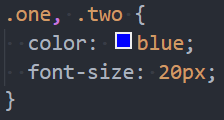 .one, .two {
  color: blue;
  font-size: 20px;
}